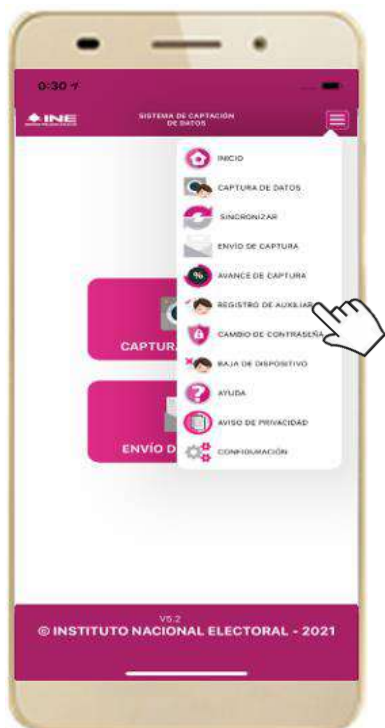 0:30
INE
SISTEMA DE CAPTACIÓN
DE DATOS
INICIO
CAPTURA DE DATOS
SINCRONIZAR
ENVÍO DE CAPTURA
%
AVANCE DE CAPTURA
REGISTRO DE AUXILIAR
CAMBIO DE CONTRASEÑA
BAJA DE DISPOSITIVO
?
AYUDA
AVISO DE PRIVACIDAD
CONFIGURACIÓN
CAPTUR
ENVÍO D
V5.2
© INSTITUTO NACIONAL ELECTORAL - 2021